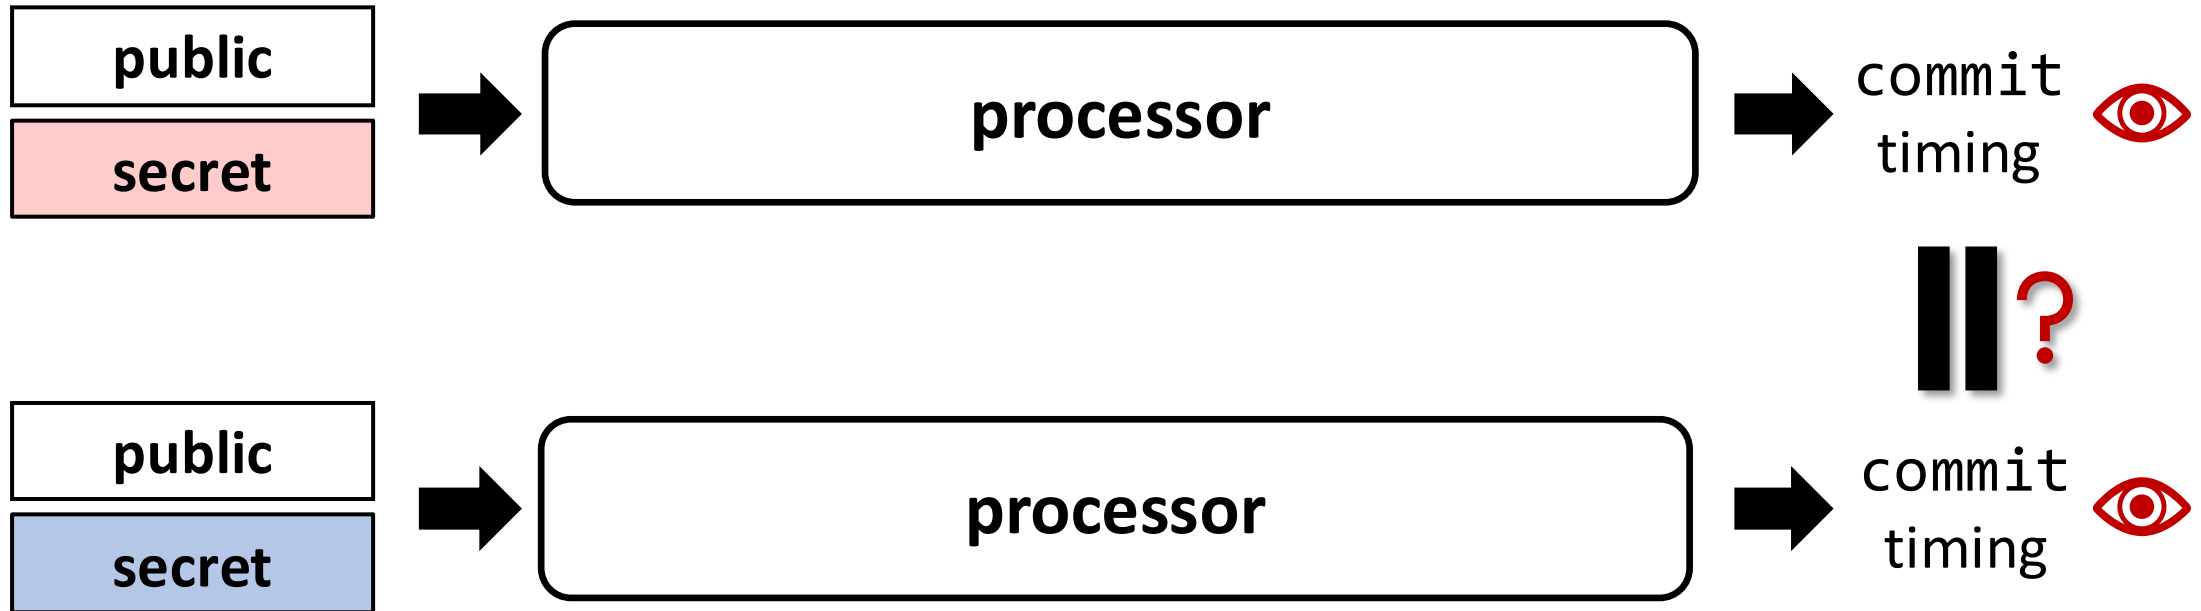 public
secret
processor
commit
timing
=?
public
secret
processor
commit
timing